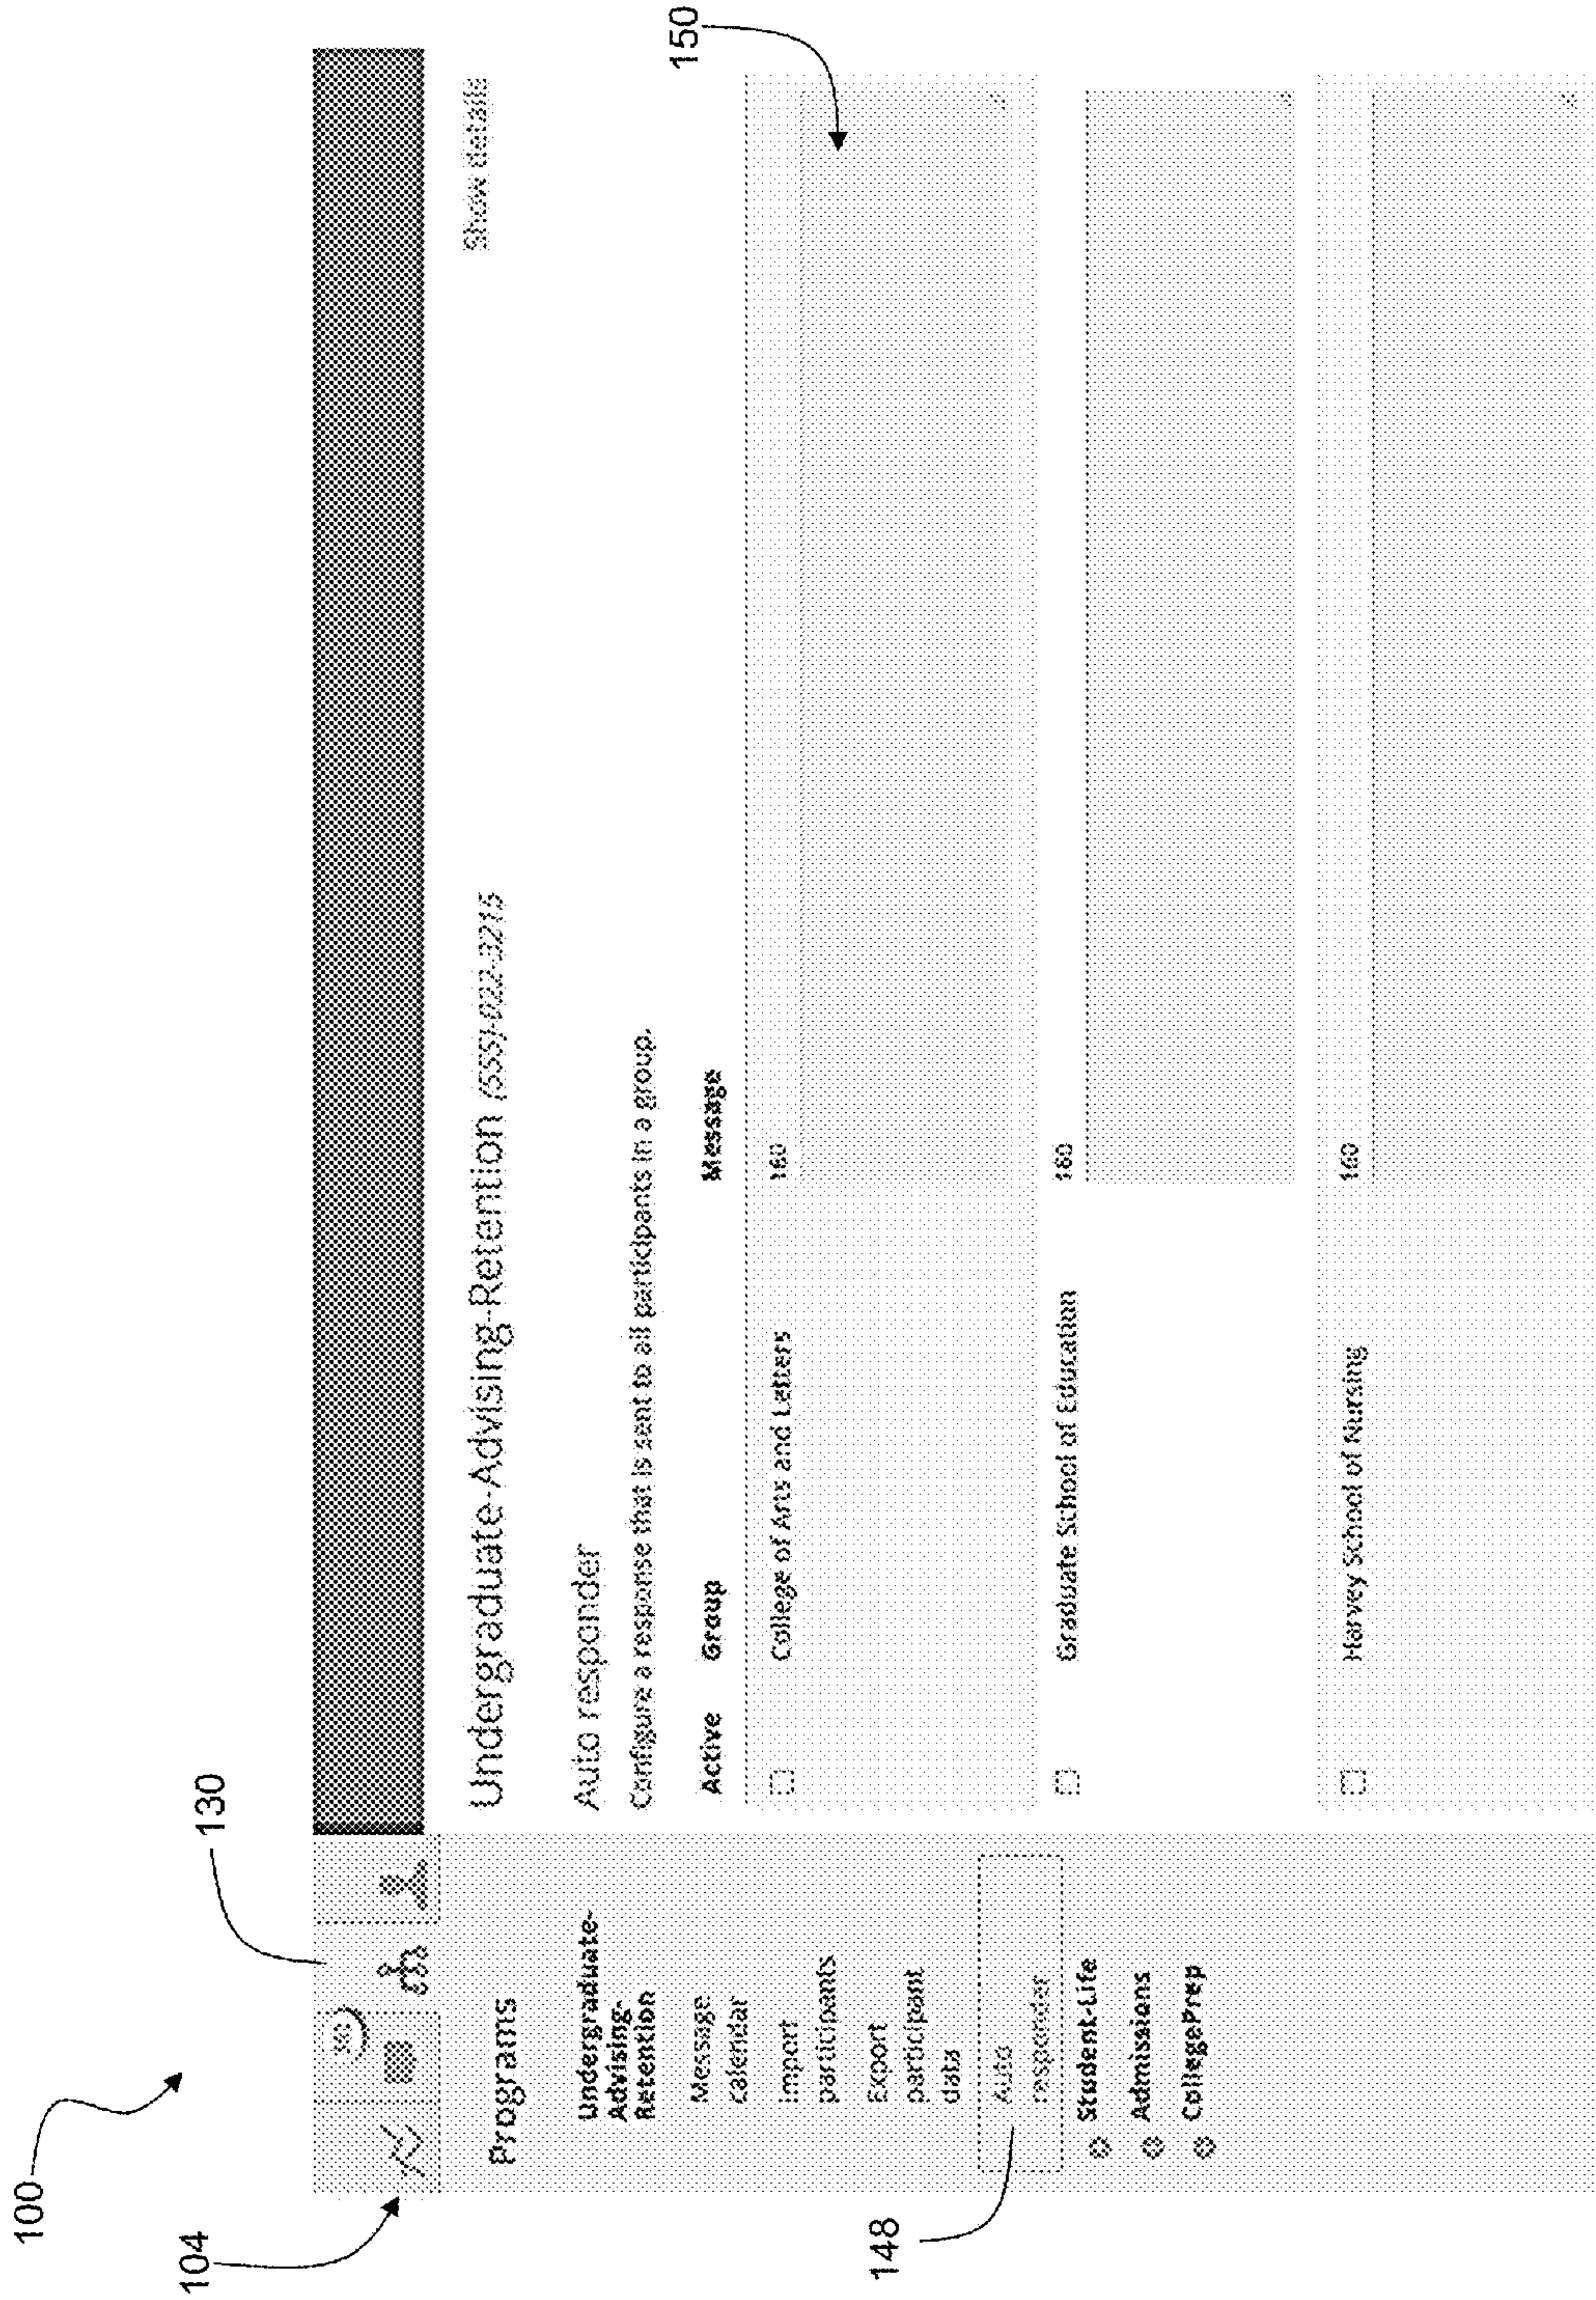 100
104
130
Programs
Undergraduate-
Advising-
Retention
Message
calendar
Import
participants
Export
participant
data
Auto
responder
148
Student-Life
Admissions
CollegePrep
Undergraduate-Advising-Retention (555)-022-3215
Show details
Auto responder
Configure a response that is sent to all participants in a group.
Active Group Message
150
College of Arts and Letters 160
Graduate School of Education 160
Harvey School of Nursing 160